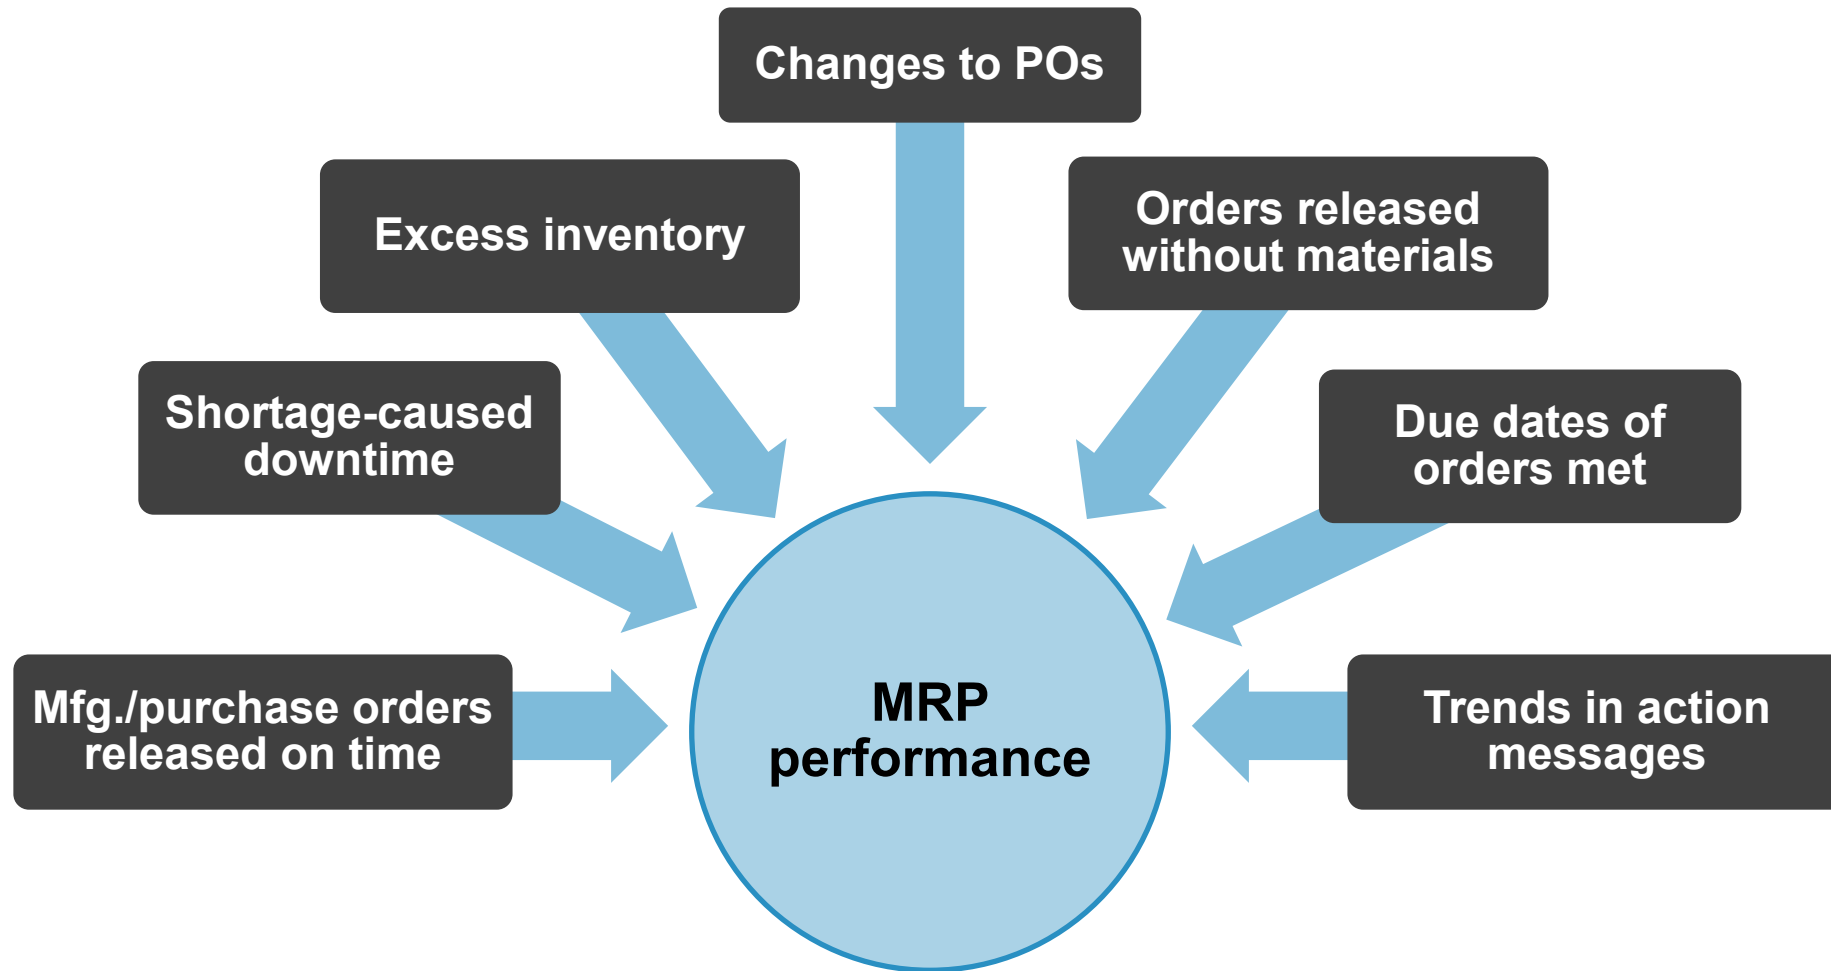 Changes to POs
Excess inventory
Orders released
without materials
Shortage-caused
downtime
Due dates of
orders met
Mfg./purchase orders
released on time
MRP
performance
Trends in action
messages